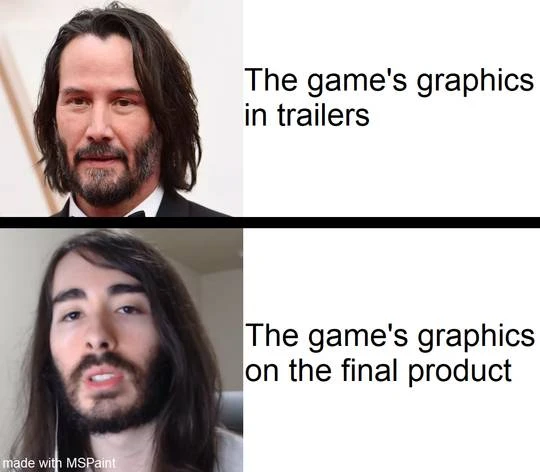 The game's graphics
in trailers
The game's graphics
on the final product
made with MSPaint